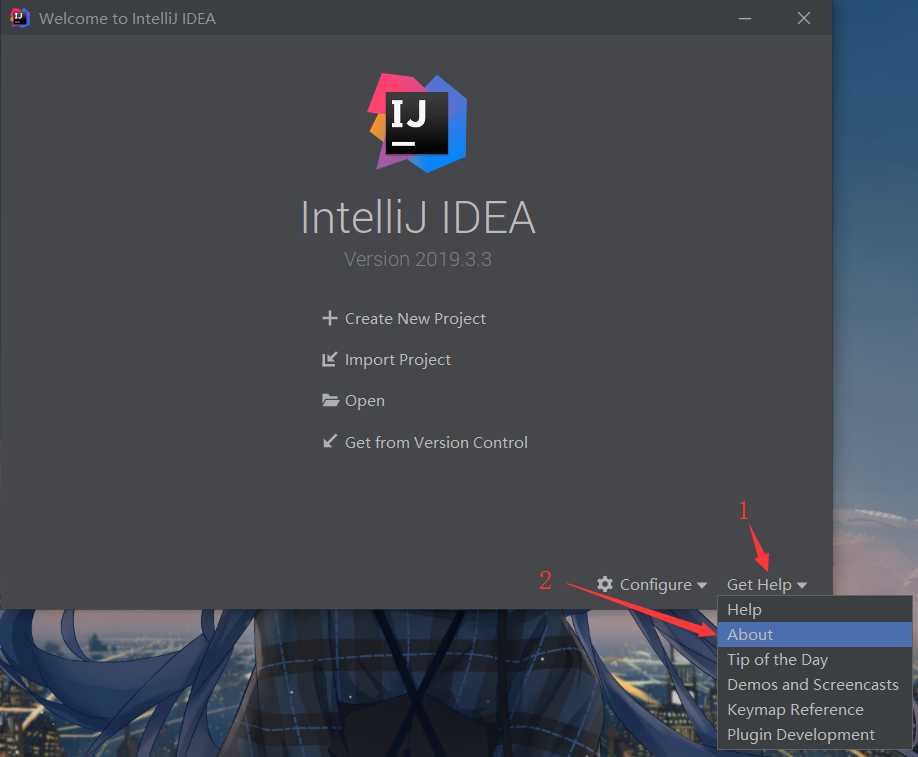 Welcome to IntelliJ IDEA
IJ
IntelliJ IDEA
Version 2019.3.3
Create New Project
Import Project
Open
Get from Version Control
1
2
Configure
Get Help
Help
About
Tip of the Day
Demos and Screencasts
Keymap Reference
Plugin Development